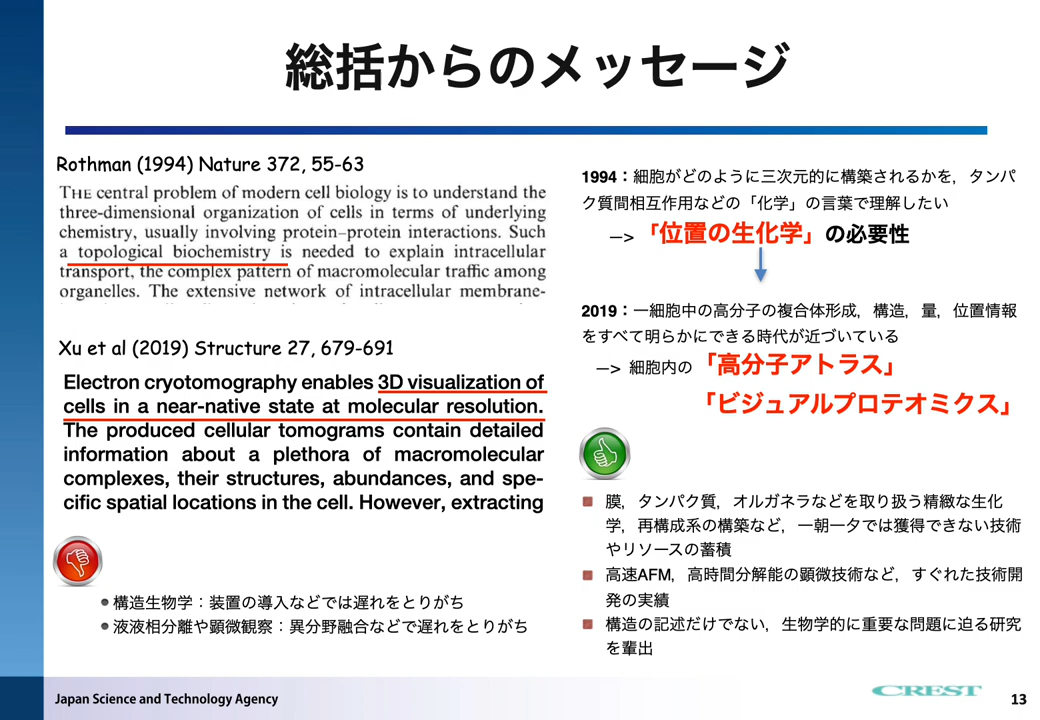 総括からのメッセージ
Rothman (1994) Nature 372, 55-63
THE central problem of modern cell biology is to understand the
three-dimensional organization of cells in terms of underlying
chemistry, usually involving protein–protein interactions. Such
a topological biochemistry is needed to explain intracellular
transport, the complex pattern of macromolecular traffic among
organelles. The extensive network of intracellular membrane-
Xu et al (2019) Structure 27, 679-691
Electron cryotomography enables 3D visualization of
cells in a near-native state at molecular resolution.
The produced cellular tomograms contain detailed
information about a plethora of macromolecular
complexes, their structures, abundances, and spe-
cific spatial locations in the cell. However, extracting
構造生物学：装置の導入などでは遅れをとりがち
液液相分離や顕微観察：異分野融合などで遅れをとりがち
1994：細胞がどのように三次元的に構築されるかを，タンパ
ク質間相互作用などの「化学」の言葉で理解したい
—> 「位置の生化学」の必要性
2019：一細胞中の高分子の複合体形成，構造，量，位置情報
をすべて明らかにできる時代が近づいている
—> 細胞内の「高分子アトラス」
「ビジュアルプロテオミクス」
膜，タンパク質，オルガネラなどを取り扱う精緻な生化
学，再構成系の構築など，一朝一夕では獲得できない技術
やリソースの蓄積
高速AFM，高時間分解能の顕微技術など，すぐれた技術開
発の実績
構造の記述だけでない，生物学的に重要な問題に迫る研究
を輩出
Japan Science and Technology Agency
CREST
13